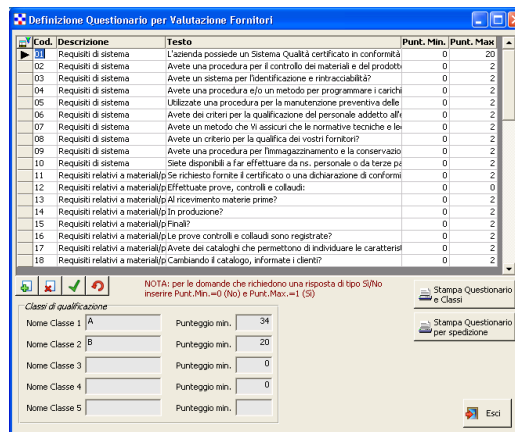 Definizione Questionario per Valutazione Fornitori
Cod. Descrizione Testo Punt. Min. Punt. Max
01 Requisiti di sistema L'azienda possiede un Sistema Qualità certificato in conformità 0 20
02 Requisiti di sistema Avete una procedura per il controllo dei materiali e del prodotto 0 2
03 Requisiti di sistema Avete un sistema per l'identificazione e rintracciabilità? 0 2
04 Requisiti di sistema Avete una procedura e/o un metodo per programmare i carichi 0 2
05 Requisiti di sistema Utilizzate una procedura per la manutenzione preventiva delle 0 2
06 Requisiti di sistema Avete dei criteri per la qualificazione del personale addetto all'e 0 2
07 Requisiti di sistema Avete un metodo che Vi assicuri che le normative tecniche e leg 0 2
08 Requisiti di sistema Avete un criterio per la qualifica dei vostri fornitori? 0 2
09 Requisiti di sistema Avete una procedura per l'immagazzinamento e la conservazio 0 2
10 Requisiti di sistema Siete disponibili a far effettuare da ns. personale o da terze pa 0 2
11 Requisiti relativi a materiali/p Se richiesto fornite il certificato o una dichiarazione di conformi 0 2
12 Requisiti relativi a materiali/p Effettuate prove, controlli e collaudi: 0 0
13 Requisiti relativi a materiali/p Al ricevimento materie prime? 0 2
14 Requisiti relativi a materiali/p In produzione? 0 2
15 Requisiti relativi a materiali/p Finali? 0 2
16 Requisiti relativi a materiali/p Le prove controlli e collaudi sono registrate? 0 2
17 Requisiti relativi a materiali/p Avete dei cataloghi che permettono di individuare le caratterist 0 2
18 Requisiti relativi a materiali/p Cambiando il catalogo, informate i clienti? 0 2
NOTA: per le domande che richiedono una risposta di tipo Sì/No
inserire Punt.Min.=0 (No) e Punt.Max.=1 (Sì)
Stampa Questionario
e Classi
Classi di qualificazione
Nome Classe 1 A Punteggio min. 34
Stampa Questionario
per spedizione
Nome Classe 2 B Punteggio min. 20
Nome Classe 3 Punteggio min. 0
Nome Classe 4 Punteggio min. 0
Nome Classe 5 Punteggio min.
Esci